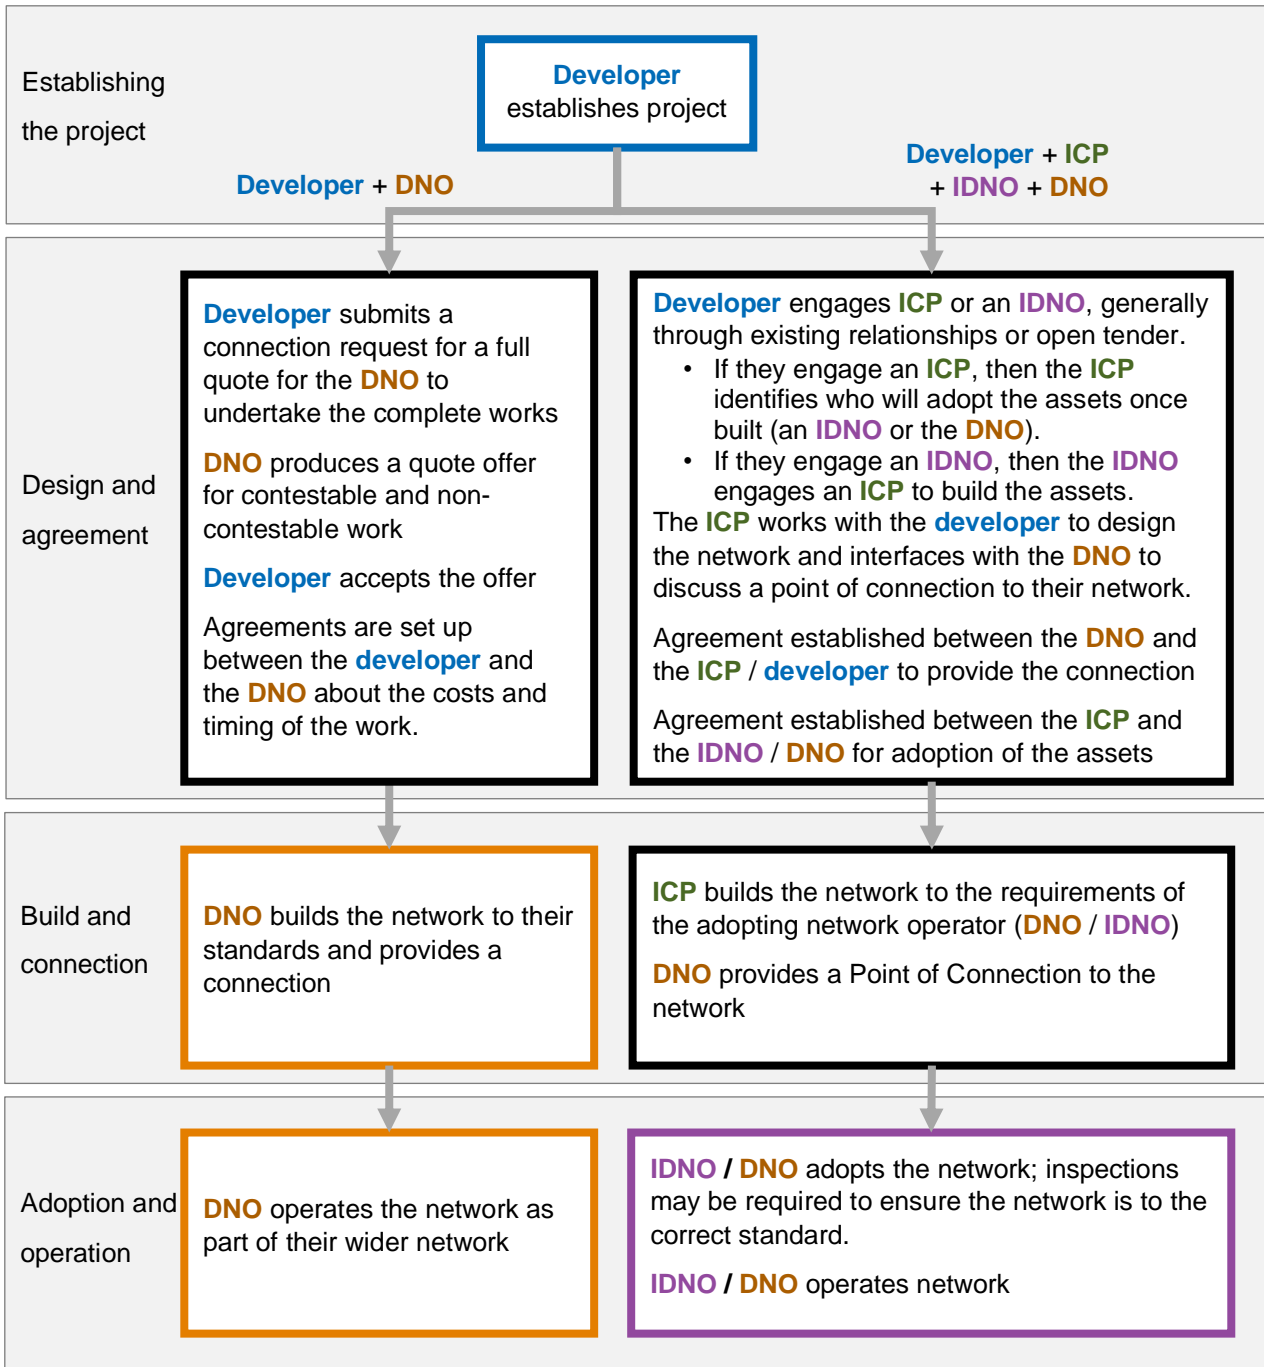 Establishing
the project
Developer
establishes project
Developer + DNO
Developer + ICP
+ IDNO + DNO
Design and
agreement
Developer submits a
connection request for a full
quote for the DNO to
undertake the complete works
DNO produces a quote offer
for contestable and non-
contestable work
Developer accepts the offer
Agreements are set up
between the developer and
the DNO about the costs and
timing of the work.
Developer engages ICP or an IDNO, generally
through existing relationships or open tender.
• If they engage an ICP, then the ICP
identifies who will adopt the assets once
built (an IDNO or the DNO).
• If they engage an IDNO, then the IDNO
engages an ICP to build the assets.
The ICP works with the developer to design
the network and interfaces with the DNO to
discuss a point of connection to their network.
Agreement established between the DNO and
the ICP / developer to provide the connection
Agreement established between the ICP and
the IDNO / DNO for adoption of the assets
Build and
connection
DNO builds the network to their
standards and provides a
connection
ICP builds the network to the requirements of
the adopting network operator (DNO / IDNO)
DNO provides a Point of Connection to the
network
Adoption and
operation
DNO operates the network as
part of their wider network
IDNO / DNO adopts the network; inspections
may be required to ensure the network is to the
correct standard.
IDNO / DNO operates network